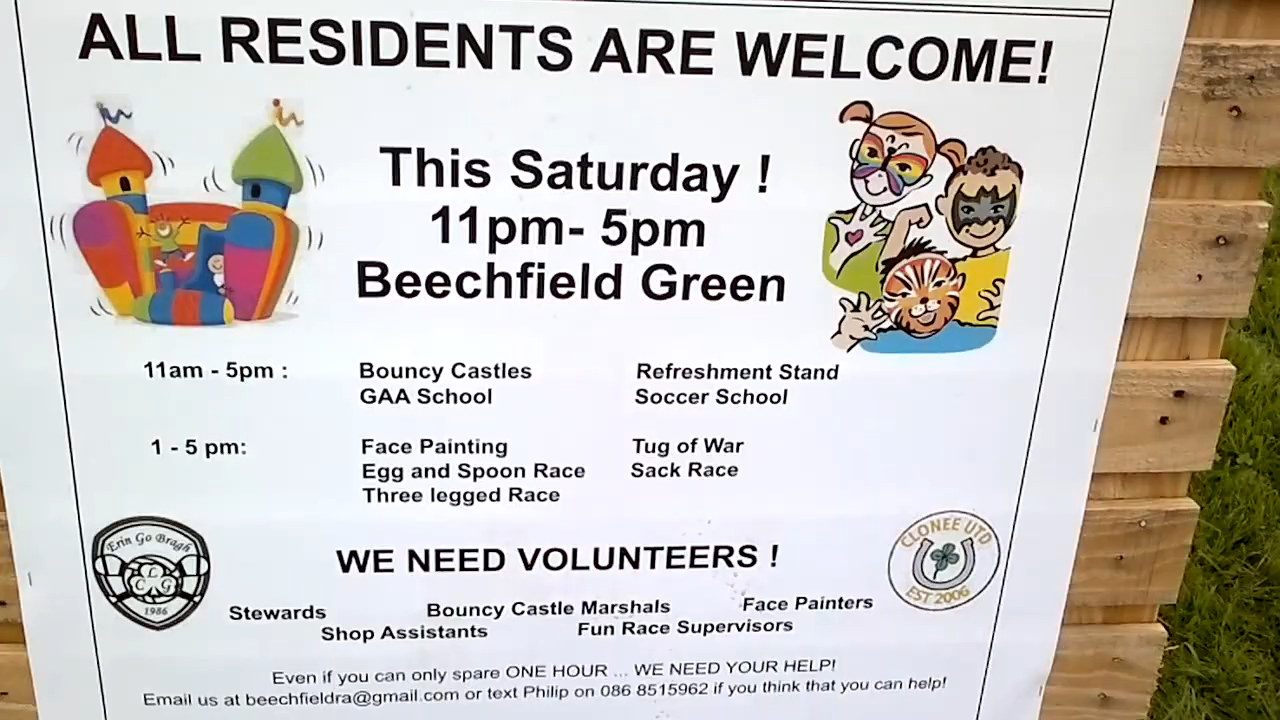 ALL RESIDENTS ARE WELCOME!
This Saturday !
11pm- 5pm
Beechfield Green
11am - 5pm : Bouncy Castles Refreshment Stand
GAA School Soccer School
1 - 5 pm: Face Painting Tug of War
Egg and Spoon Race Sack Race
Three legged Race
Erin Go Bragh
1986
CLONEE UTD
EST 2006
WE NEED VOLUNTEERS !
Stewards Bouncy Castle Marshals Face Painters
Shop Assistants Fun Race Supervisors
Even if you can only spare ONE HOUR ... WE NEED YOUR HELP!
Email us at beechfieldra@gmail.com or text Philip on 086 8515962 if you think that you can help!